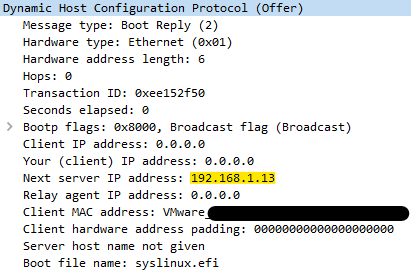 Dynamic Host Configuration Protocol (Offer)
Message type: Boot Reply (2)
Hardware type: Ethernet (0x01)
Hardware address length: 6
Hops: 0
Transaction ID: 0xee152f50
Seconds elapsed: 0
Bootp flags: 0x8000, Broadcast flag (Broadcast)
Client IP address: 0.0.0.0
Your (client) IP address: 0.0.0.0
Next server IP address: 192.168.1.13
Relay agent IP address: 0.0.0.0
Client MAC address: VMware_
Client hardware address padding: 00000000000000000000
Server host name not given
Boot file name: syslinux.efi